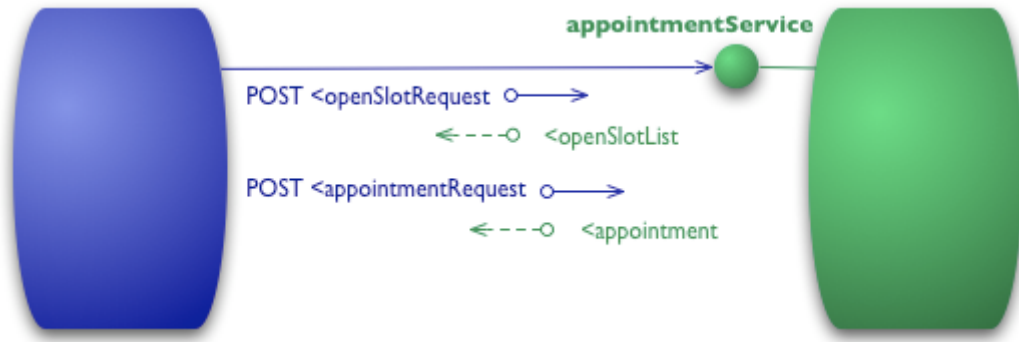 appointmentService
POST <openSlotRequest
<openSlotList
POST <appointmentRequest
<appointment